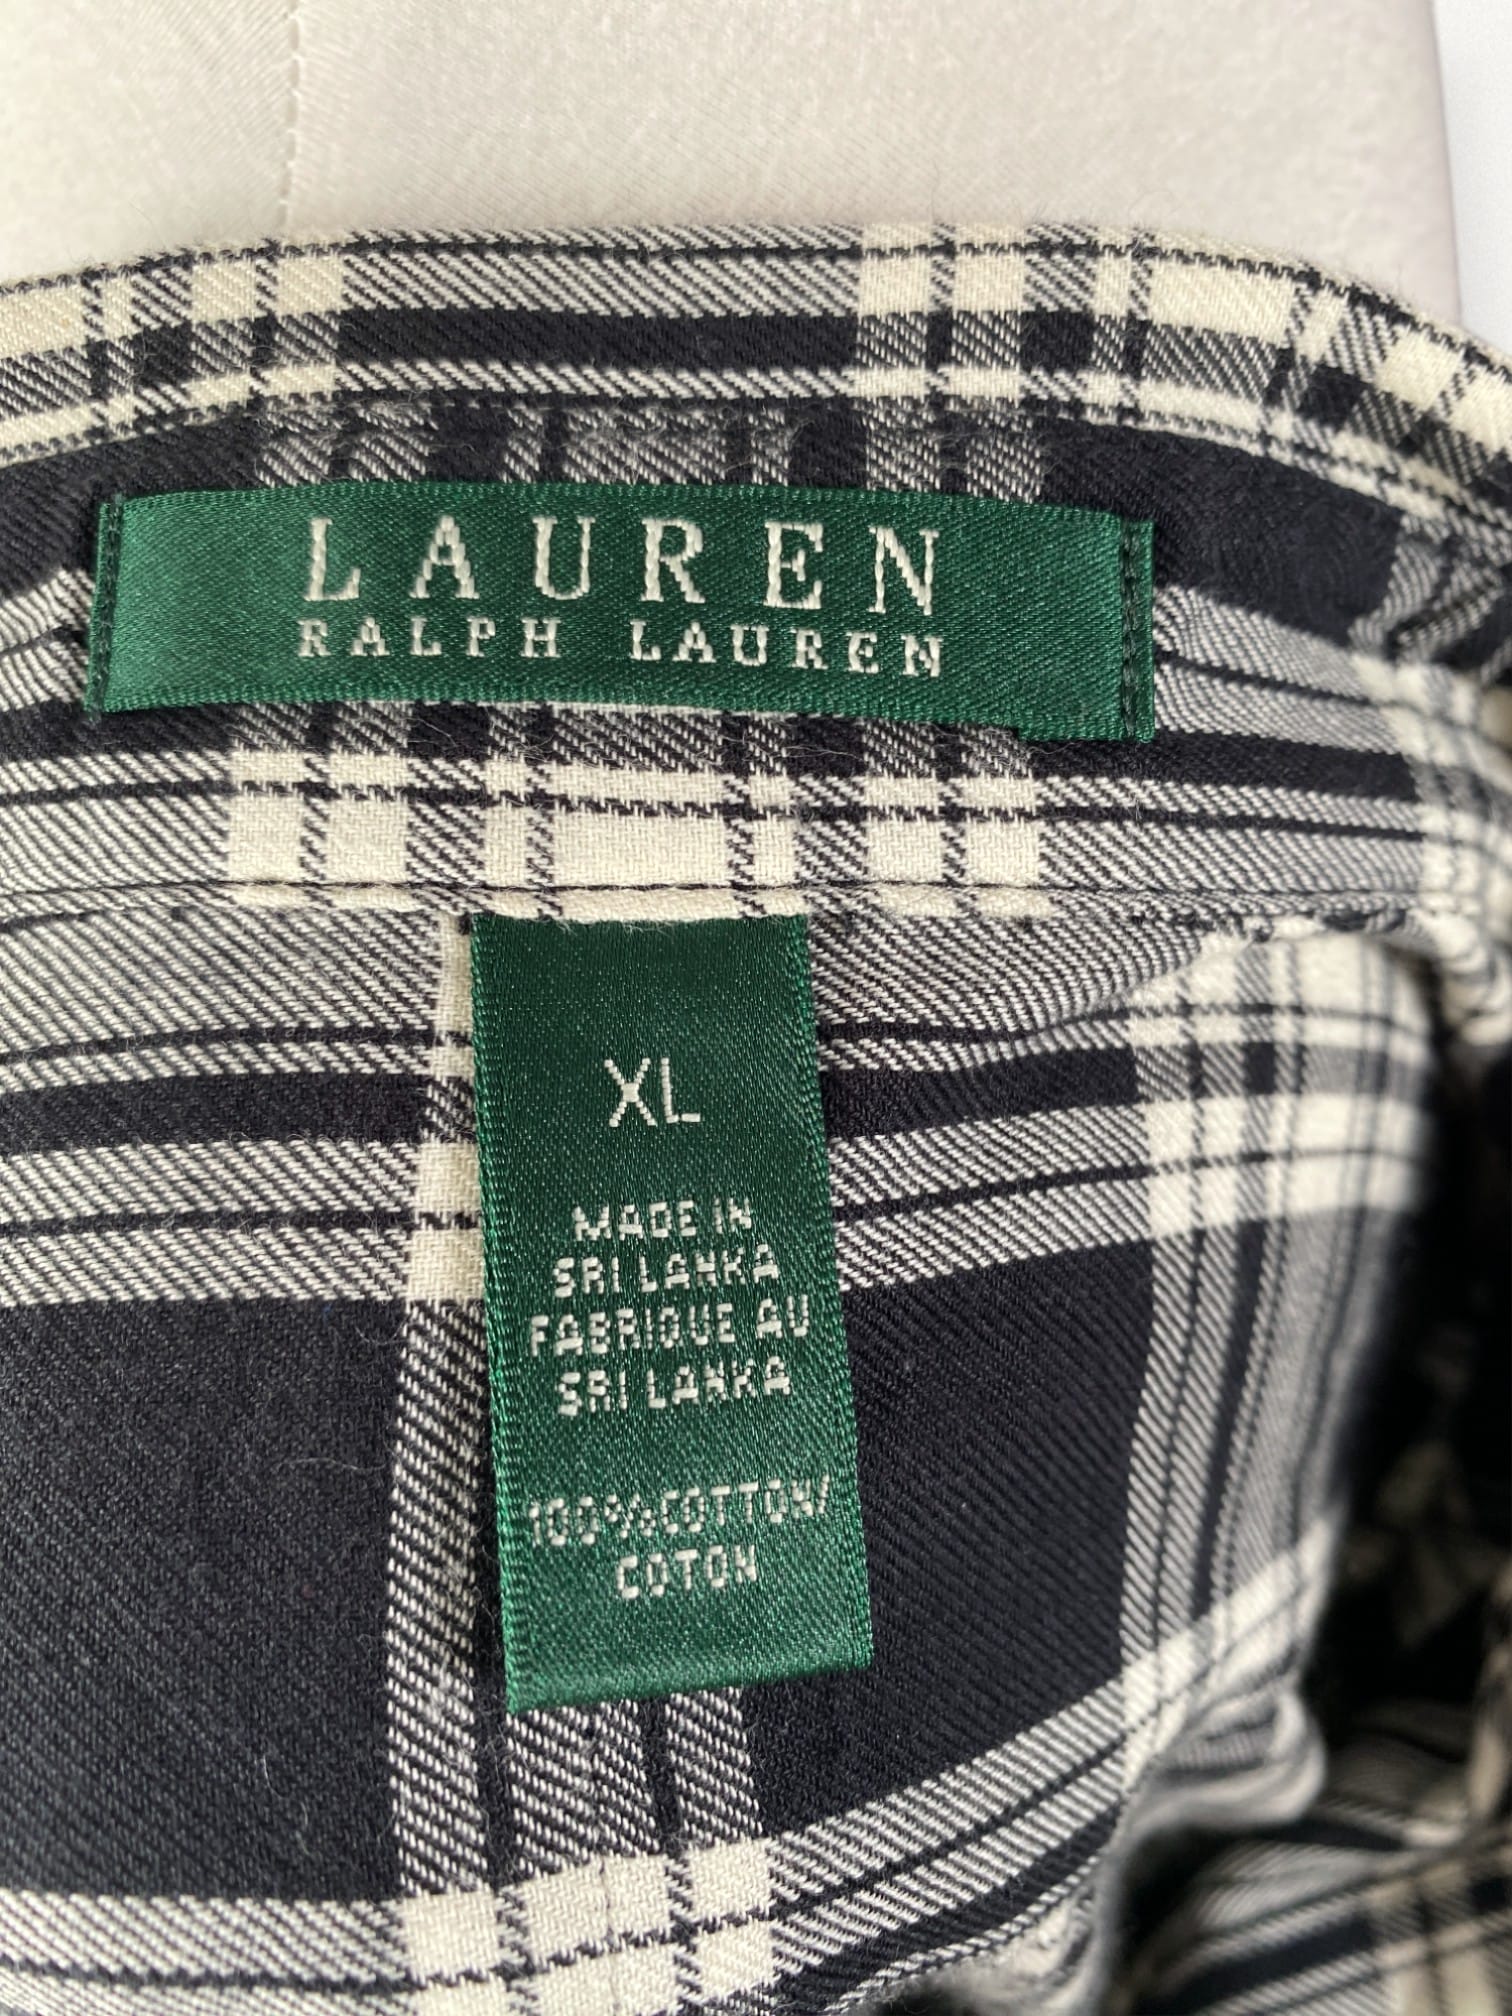 LAUREN
RALPH LAUREN
XL
MADE IN
SRI LANKA
FABRIQUE AU
SRI LANKA
100%COTTON/
COTON